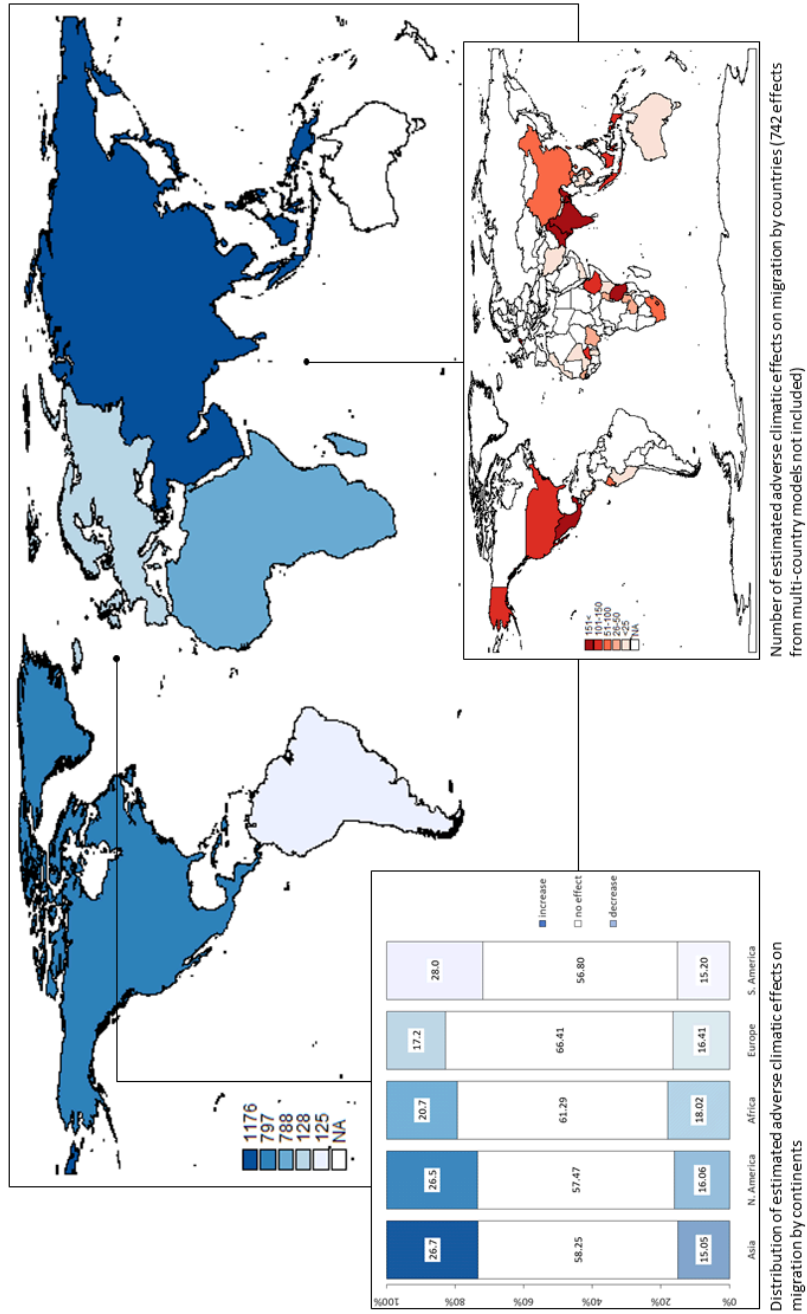 1176
797
788
128
125
NA
100%
80%
60%
40%
20%
0%
26.7
58.25
15.05
26.5
57.47
16.06
20.7
61.29
18.02
17.2
66.41
16.41
28.0
56.80
15.20
Asia
N. America
Africa
Europe
S. America
increase
no effect
decrease
Distribution of estimated adverse climatic effects on
migration by continents
151<
101-150
51-100
26-50
<25
NA
Number of estimated adverse climatic effects on migration by countries (742 effects
from multi-country models not included)